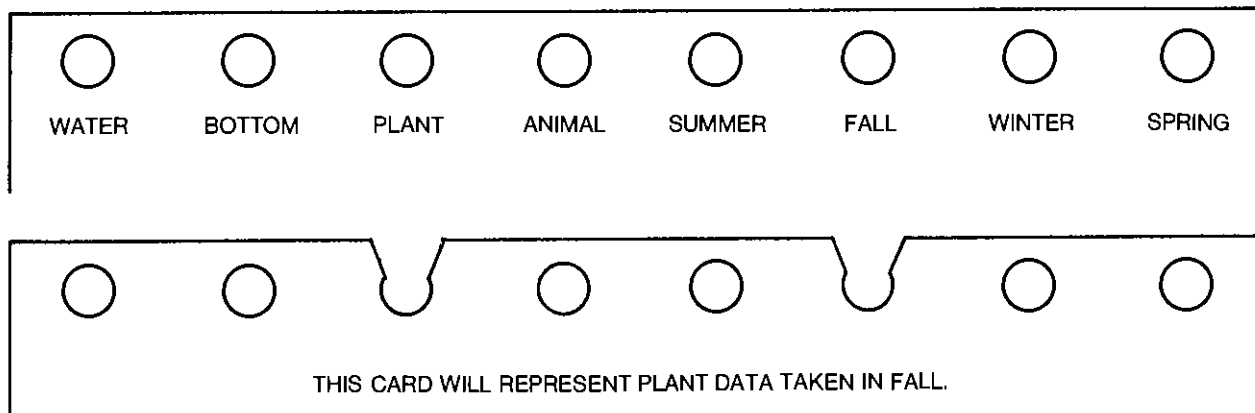 WATER BOTTOM PLANT ANIMAL SUMMER FALL WINTER SPRING
THIS CARD WILL REPRESENT PLANT DATA TAKEN IN FALL.